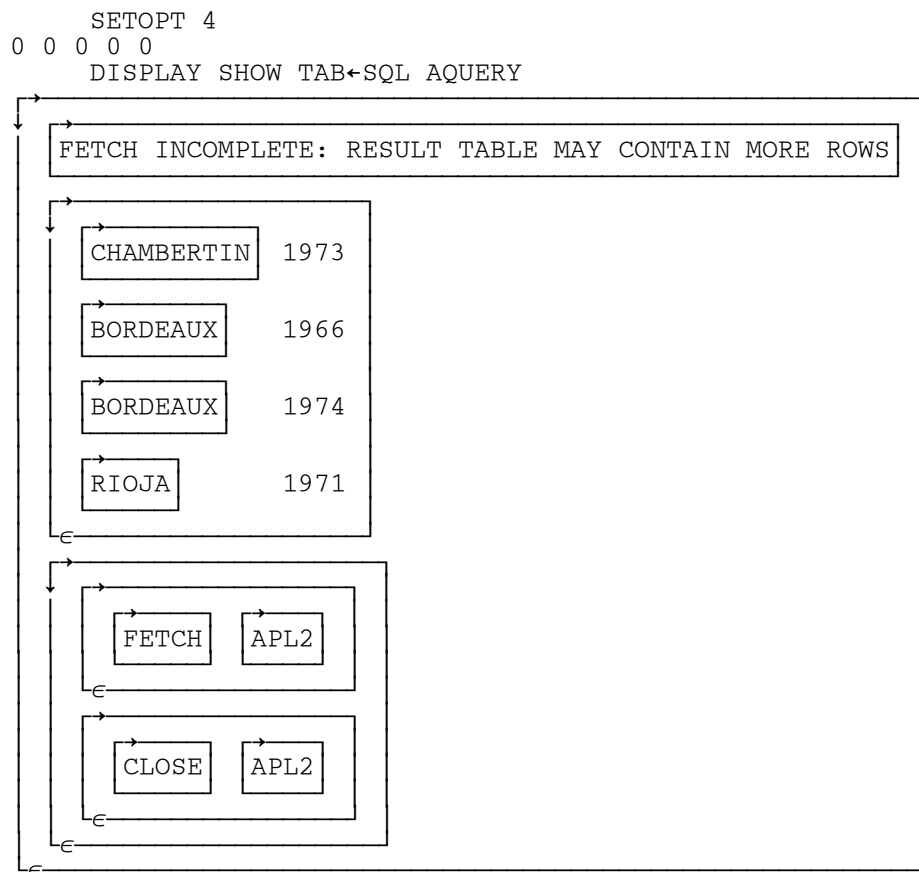 SETOPT 4
0 0 0 0 0
DISPLAY SHOW TAB←SQL AQUERY
FETCH INCOMPLETE: RESULT TABLE MAY CONTAIN MORE ROWS
CHAMBERTIN 1973
BORDEAUX 1966
BORDEAUX 1974
RIOJA 1971
FETCH APL2
CLOSE APL2